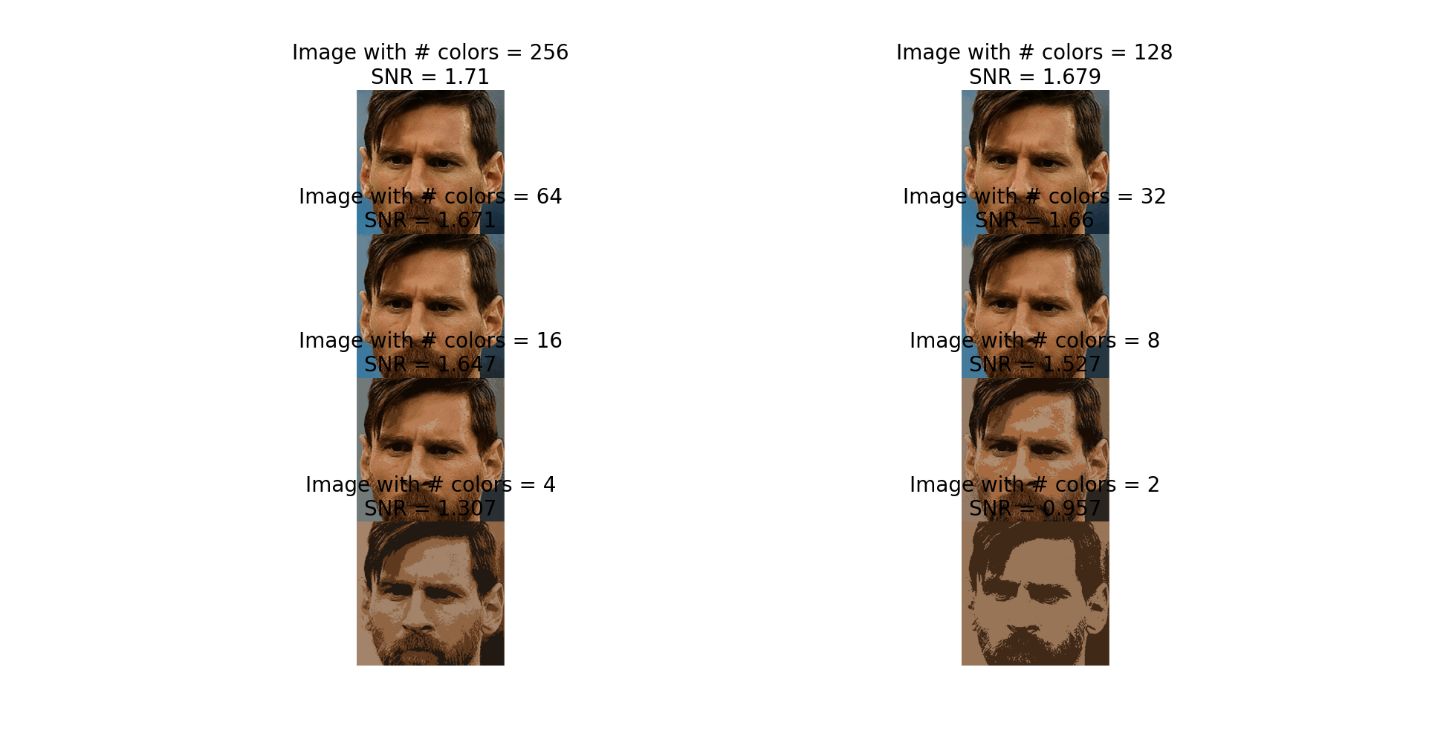 Image with # colors = 256
SNR = 1.71
Image with # colors = 128
SNR = 1.679
Image with # colors = 64
SNR = 1.671
Image with # colors = 32
SNR = 1.66
Image with # colors = 16
SNR = 1.647
Image with # colors = 8
SNR = 1.527
Image with # colors = 4
SNR = 1.307
Image with # colors = 2
SNR = 0.957